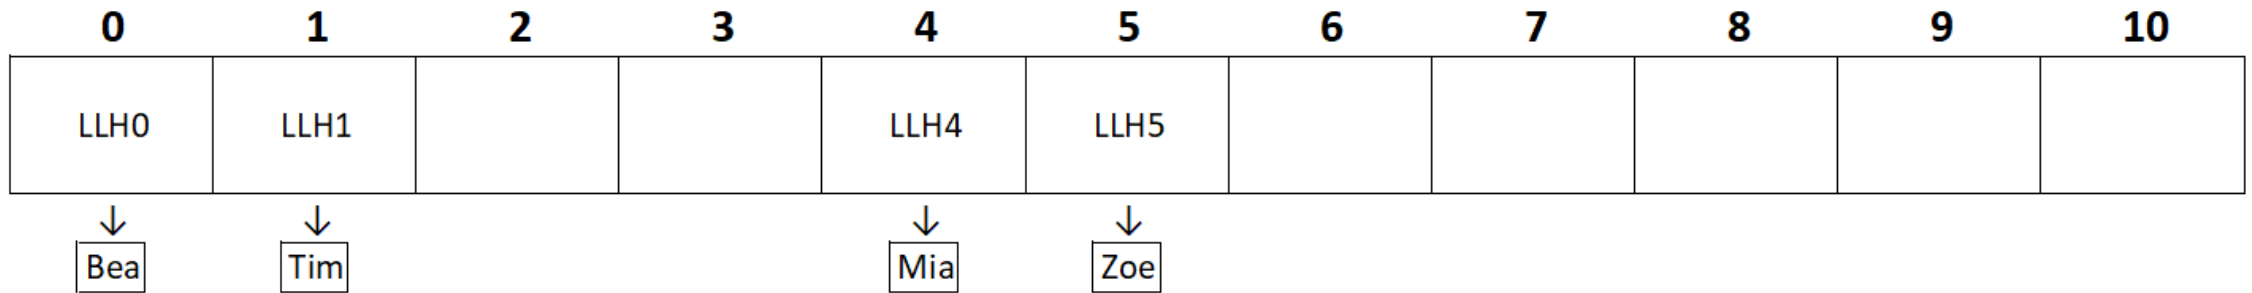 0 1 2 3 4 5 6 7 8 9 10
LLH0 LLH1 LLH4 LLH5
↓ ↓ ↓ ↓
Bea Tim Mia Zoe